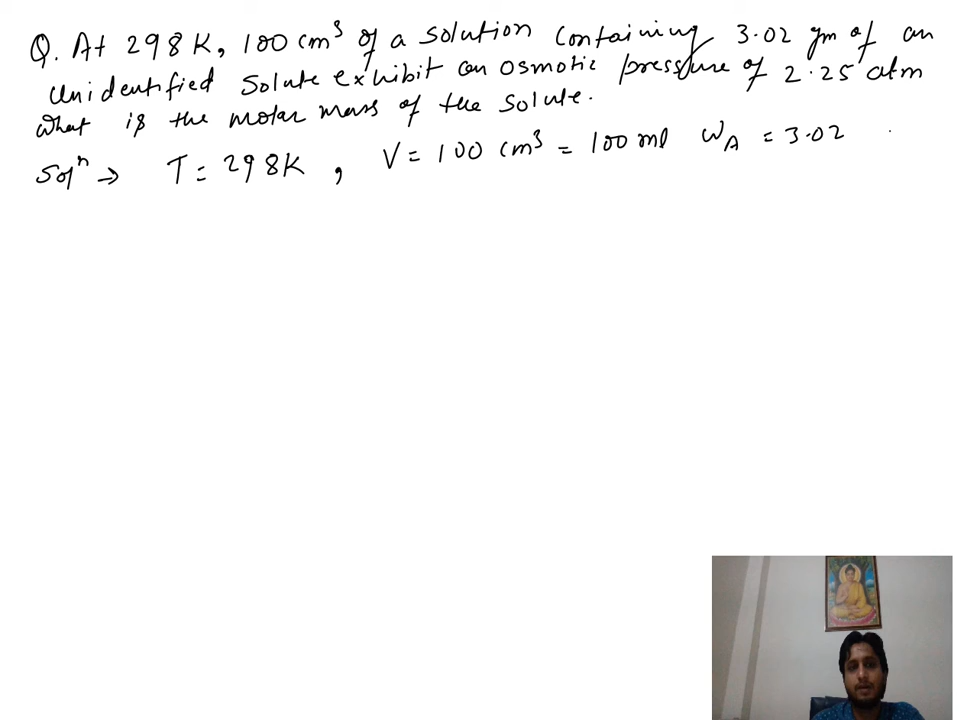 Q. At 298 K, 100 cm³ of a solution containing 3.02 gm of an
unidentified solute exhibit an osmotic pressure of 2.25 atm
what is the molar mass of the solute.
Solⁿ → T = 298K , V = 100 cm³ = 100 ml W_A = 3.02